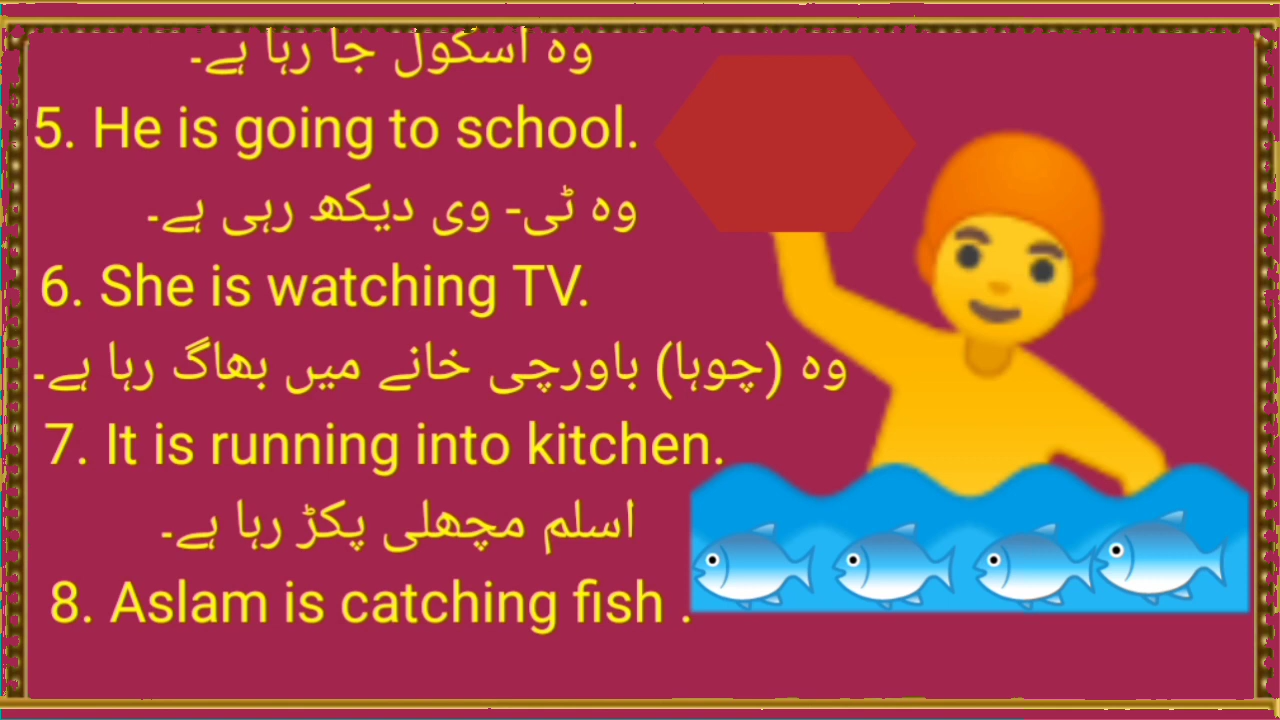 وہ اسکول جا رہا ہے۔
5. He is going to school.
وہ ٹی- وی دیکھ رہی ہے۔
6. She is watching TV.
وہ (چوہا) باورچی خانے میں بھاگ رہا ہے۔
7. It is running into kitchen.
اسلم مچھلی پکڑ رہا ہے۔
8. Aslam is catching fish .